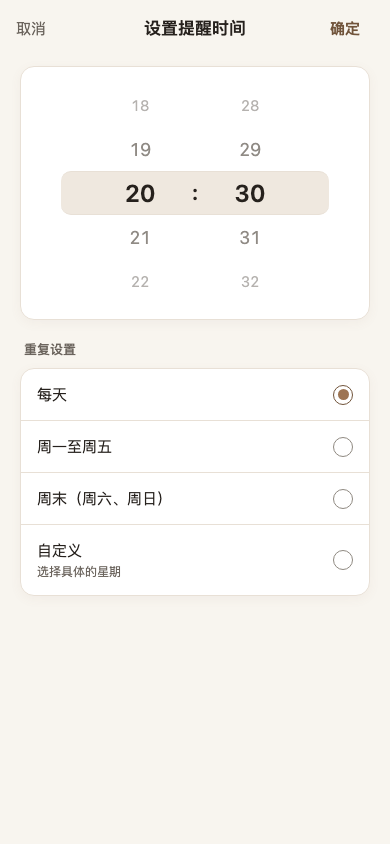 取消 设置提醒时间 确定
18 28
19 29
20 : 30
21 31
22 32
重复设置
每天
周一至周五
周末（周六、周日）
自定义
选择具体的星期